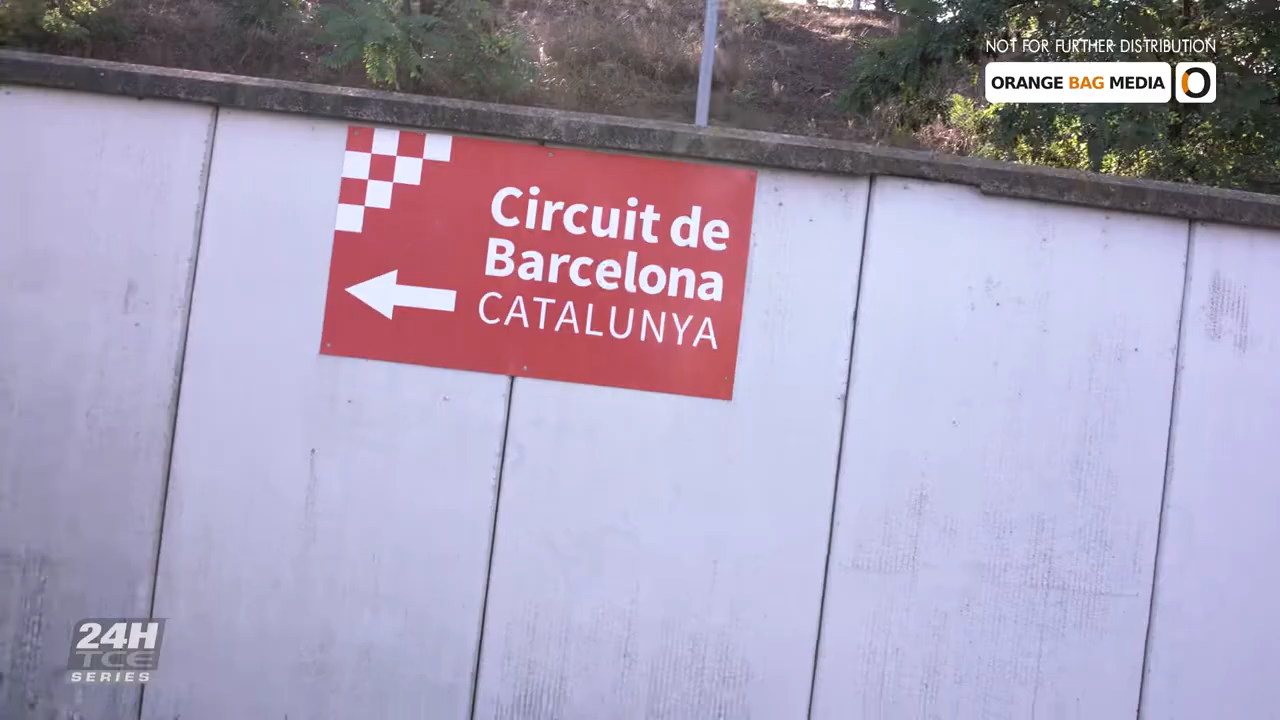 NOT FOR FURTHER DISTRIBUTION
ORANGE BAG MEDIA
Circuit de
Barcelona
CATALUNYA
24H
TCE
SERIES